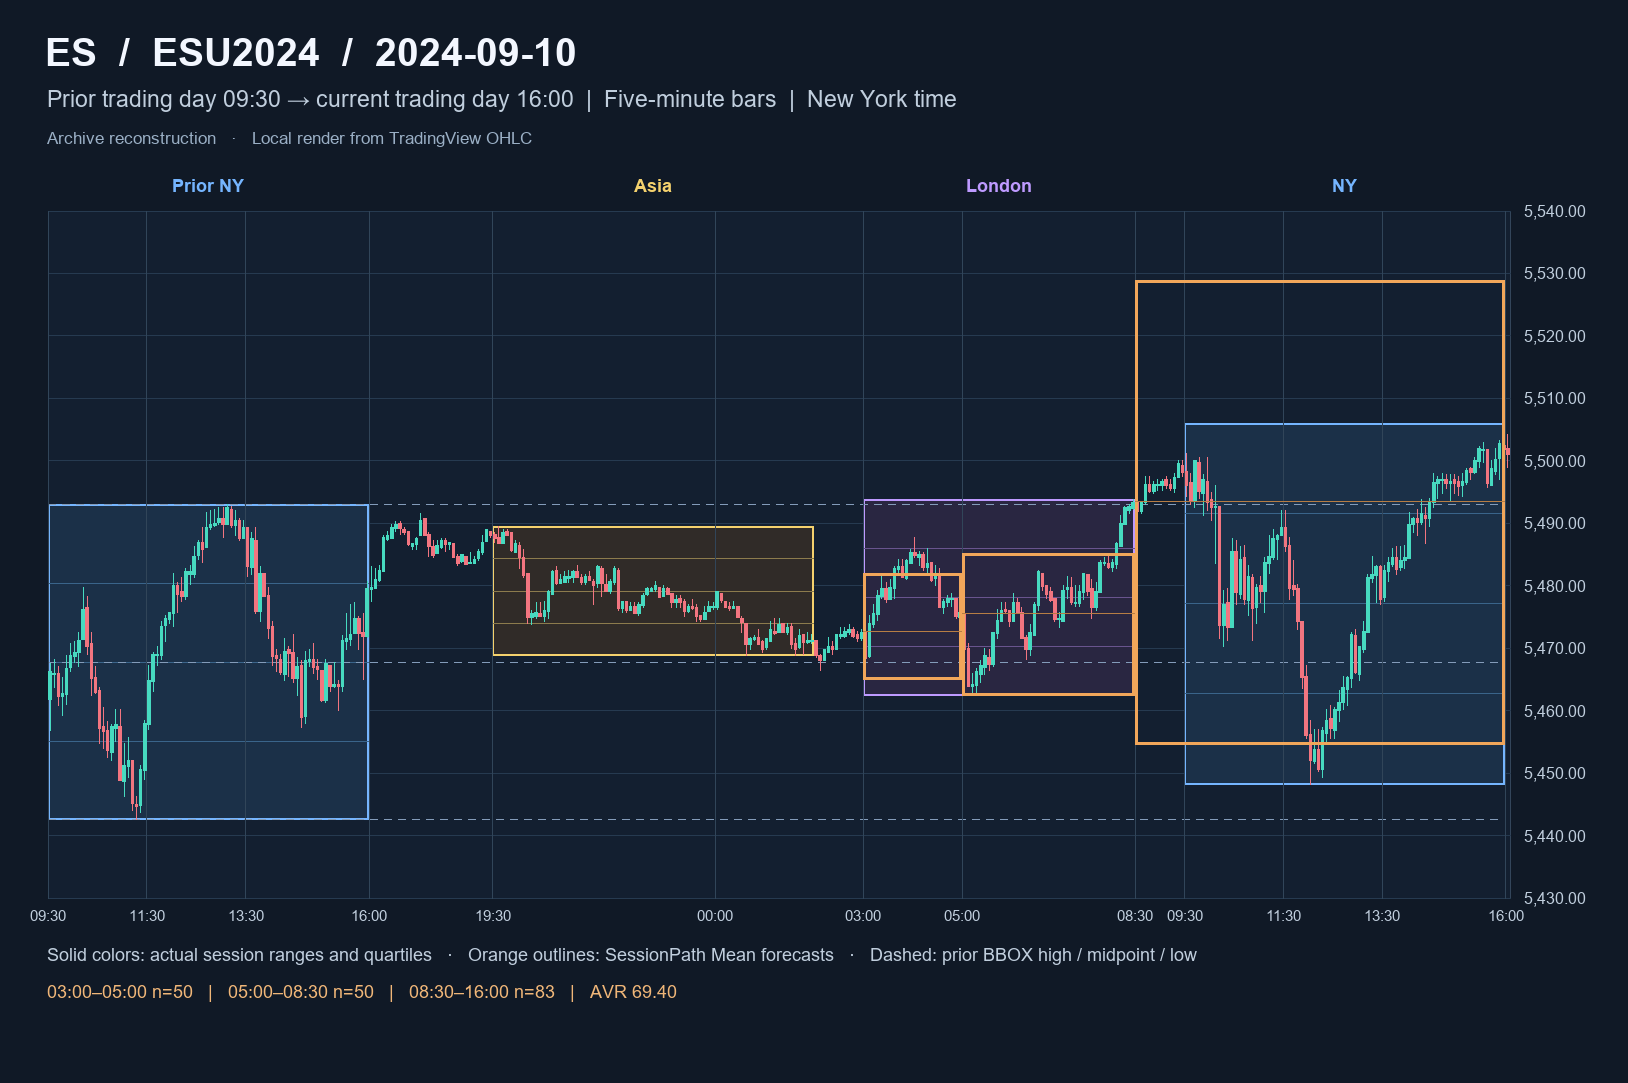 ES / ESU2024 / 2024-09-10
Prior trading day 09:30 → current trading day 16:00 | Five-minute bars | New York time
Archive reconstruction · Local render from TradingView OHLC
Prior NY Asia London NY
5,540.00
5,530.00
5,520.00
5,510.00
5,500.00
5,490.00
5,480.00
5,470.00
5,460.00
5,450.00
5,440.00
5,430.00
09:30 11:30 13:30 16:00 19:30 00:00 03:00 05:00 08:30 09:30 11:30 13:30 16:00
Solid colors: actual session ranges and quartiles · Orange outlines: SessionPath Mean forecasts · Dashed: prior BBOX high / midpoint / low
03:00–05:00 n=50 | 05:00–08:30 n=50 | 08:30–16:00 n=83 | AVR 69.40